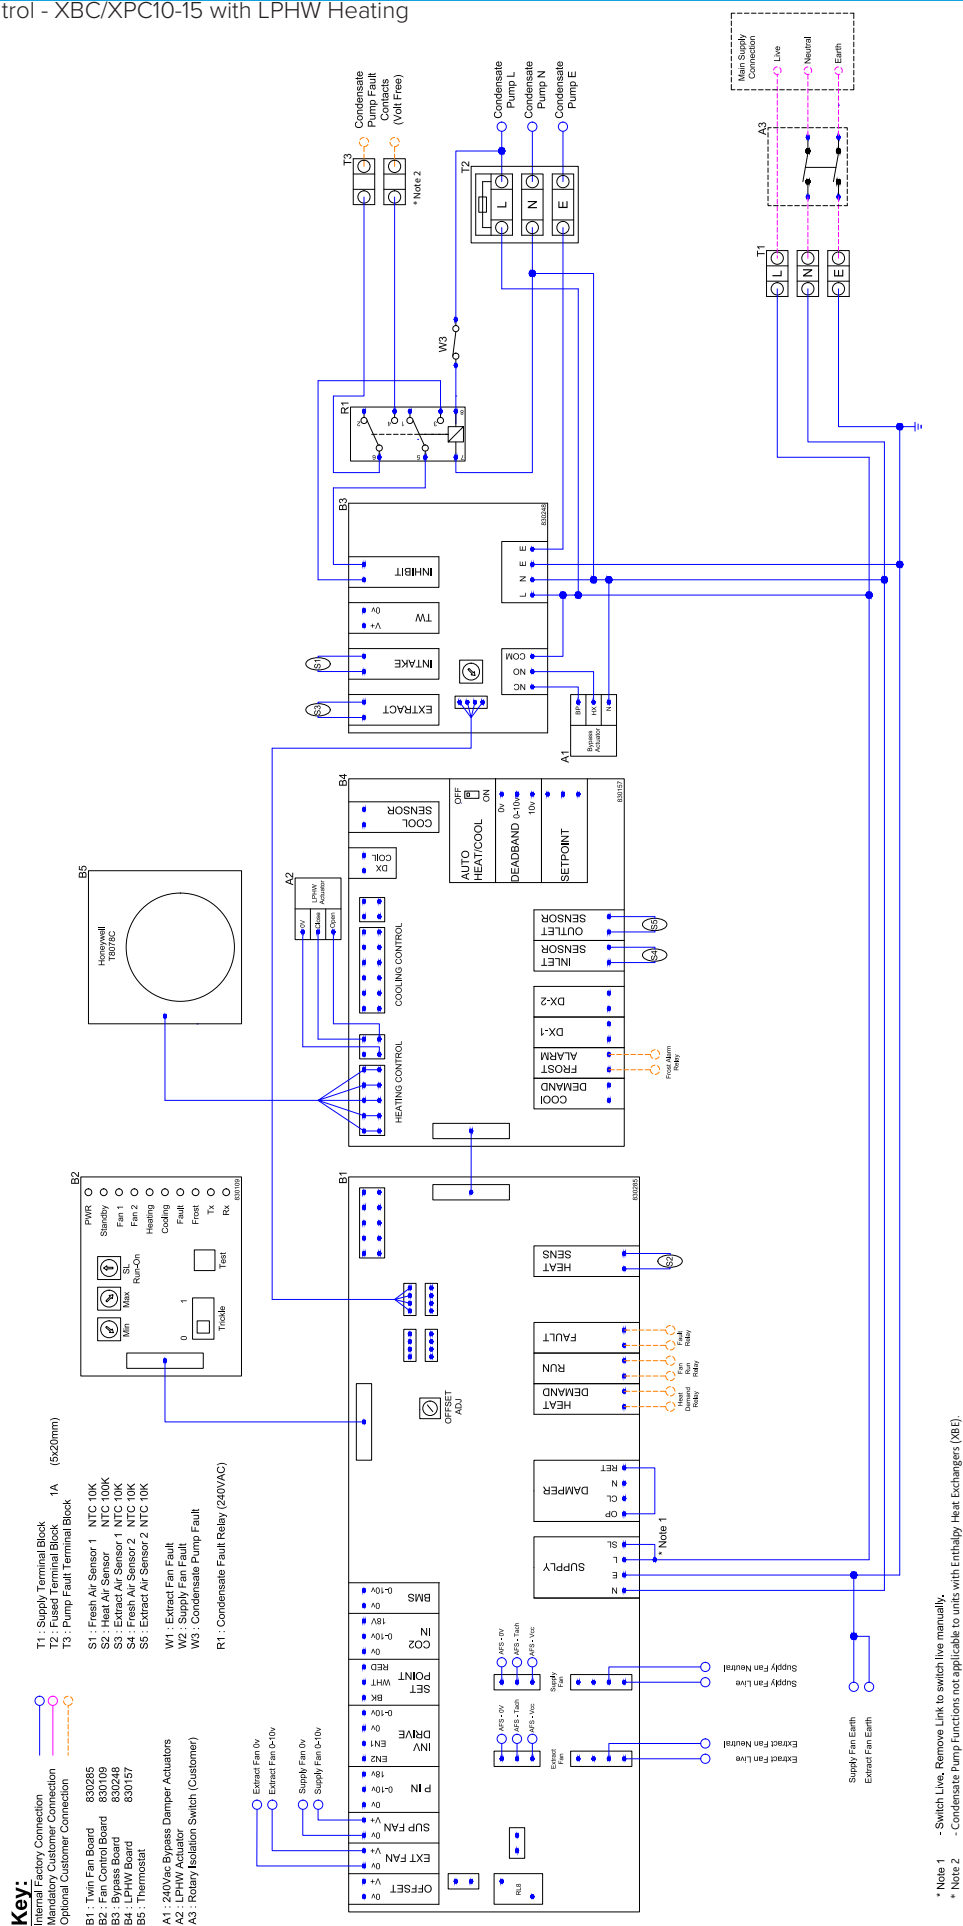 trol - XBC/XPC10-15 with LPHW Heating
Key:
Internal Factory Connection
Mandatory Customer Connection
Optional Customer Connection
B1 : Twin Fan Board 830285
B2 : Fan Control Board 830109
B3 : Bypass Board 830248
B4 : LPHW Board 830157
B5 : Thermostat
A1 : 240Vac Bypass Damper Actuators
A2 : LPHW Actuator
A3 : Rotary Isolation Switch (Customer)
T1 : Supply Terminal Block
T2 : Fused Terminal Block 1A (5x20mm)
T3 : Pump Fault Terminal Block
S1 : Fresh Air Sensor 1 NTC 10K
S2 : Heat Air Sensor NTC 100K
S3 : Extract Air Sensor 1 NTC 10K
S4 : Fresh Air Sensor 2 NTC 10K
S5 : Extract Air Sensor 2 NTC 10K
W1 : Extract Fan Fault
W2 : Supply Fan Fault
W3 : Condensate Pump Fault
R1 : Condensate Fault Relay (240VAC)
B2
PWR
Standby
Fan 1
Fan 2
Heating
Cooling
Fault
Frost
Tx
Rx
830109
Min
Max
SL
Run-On
0 1
Trickle
Test
B5
Honeywell
T8078C
A2
0V
Close
Open
LPHW
Actuator
B4
HEATING CONTROL
COOLING CONTROL
DX
COIL
COOL
SENSOR
AUTO
HEAT/COOL
OFF
ON
DEADBAND
0v
0-10v
10v
SETPOINT
830157
COOl
DEMAND
FROST
ALARM
DX-1
DX-2
INLET
SENSOR
OUTLET
SENSOR
S4
S5
Frost Alarm
Relay
B3
EXTRACT
INTAKE
TW
0v
V+
INHIBIT
S3
S1
830248
NC
NO
COM
L
N
E
E
A1
Bypass
Actuator
BP
HX
N
R1
2
4
1
3
8
6
5
7
W3
T3
Condensate
Pump Fault
Contacts
(Volt Free)
* Note 2
T2
L
N
E
Condensate
Pump L
Condensate
Pump N
Condensate
Pump E
Main Supply
Connection
Live
Neutral
Earth
A3
T1
L
N
E
B1
830285
OFFSET
ADJ
OFFSET
0v
V+
EXT FAN
0v
V+
SUP FAN
0v
V+
PIN
0v
0-10v
18v
INV
DRIVE
EN2
EN1
0v
0-10v
SET
POINT
BK
WHT
RED
CO2
IN
0v
0-10v
18V
BMS
0v
0-10v
Extract Fan 0v
Extract Fan 0-10v
Supply Fan 0v
Supply Fan 0-10v
RL8
Extract
Fan
AFS - 0V
AFS - Tach
AFS - Vcc
Supply
Fan
AFS - 0V
AFS - Tach
AFS - Vcc
SUPPLY
N
E
L
SL
* Note 1
DAMPER
OP
CL
N
RET
HEAT
DEMAND
RUN
FAULT
HEAT
SENS
S2
Heat
Demand
Relay
Fan
Run
Relay
Fault
Relay
Extract Fan Live
Extract Fan Neutral
Supply Fan Live
Supply Fan Neutral
Supply Fan Earth
Extract Fan Earth
* Note 1 - Switch Live. Remove Link to switch live manually.
* Note 2 - Condensate Pump Functions not applicable to units with Enthalpy Heat Exchangers (XBE).